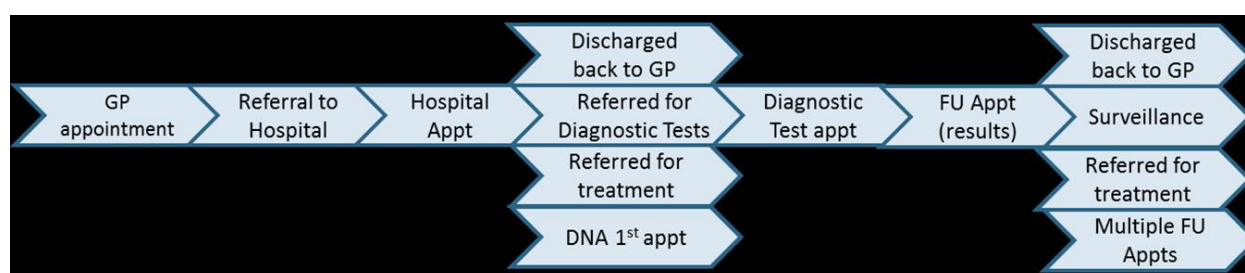 GP
appointment
Referral to
Hospital
Hospital
Appt
Discharged
back to GP
Referred for
Diagnostic Tests
Referred for
treatment
DNA 1st appt
Diagnostic
Test appt
FU Appt
(results)
Discharged
back to GP
Surveillance
Referred for
treatment
Multiple FU
Appts